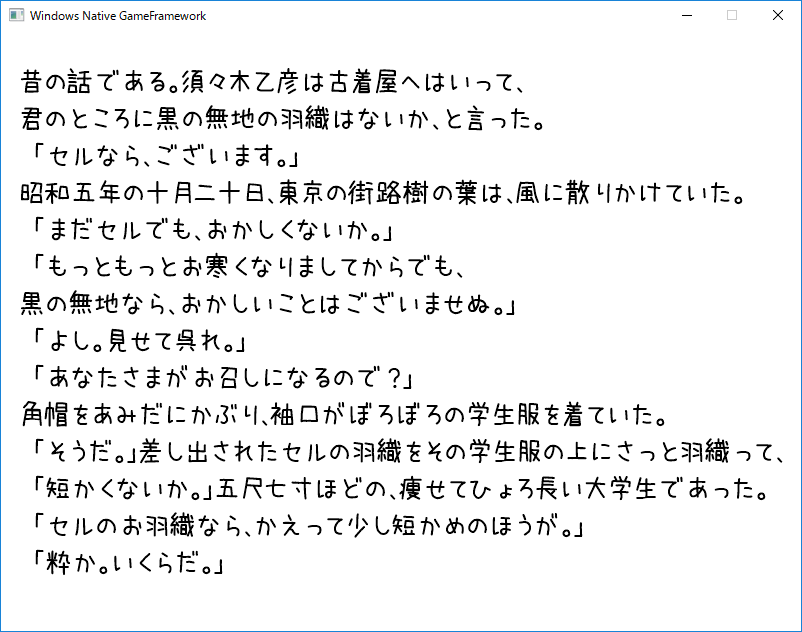 Windows Native GameFramework
昔の話である。須々木乙彦は古着屋へはいって、
君のところに黒の無地の羽織はないか、と言った。
「セルなら、ございます。」
昭和五年の十月二十日、東京の街路樹の葉は、風に散りかけていた。
「まだセルでも、おかしくないか。」
「もっともっとお寒くなりましてからでも、
黒の無地なら、おかしいことはございませぬ。」
「よし。見せて呉れ。」
「あなたさまがお召しになるので？」
角帽をあみだにかぶり、袖口がぼろぼろの学生服を着ていた。
「そうだ。」差し出されたセルの羽織をその学生服の上にさっと羽織って、
「短かくないか。」五尺七寸ほどの、痩せてひょろ長い大学生であった。
「セルのお羽織なら、かえって少し短かめのほうが。」
「粋か。いくらだ。」